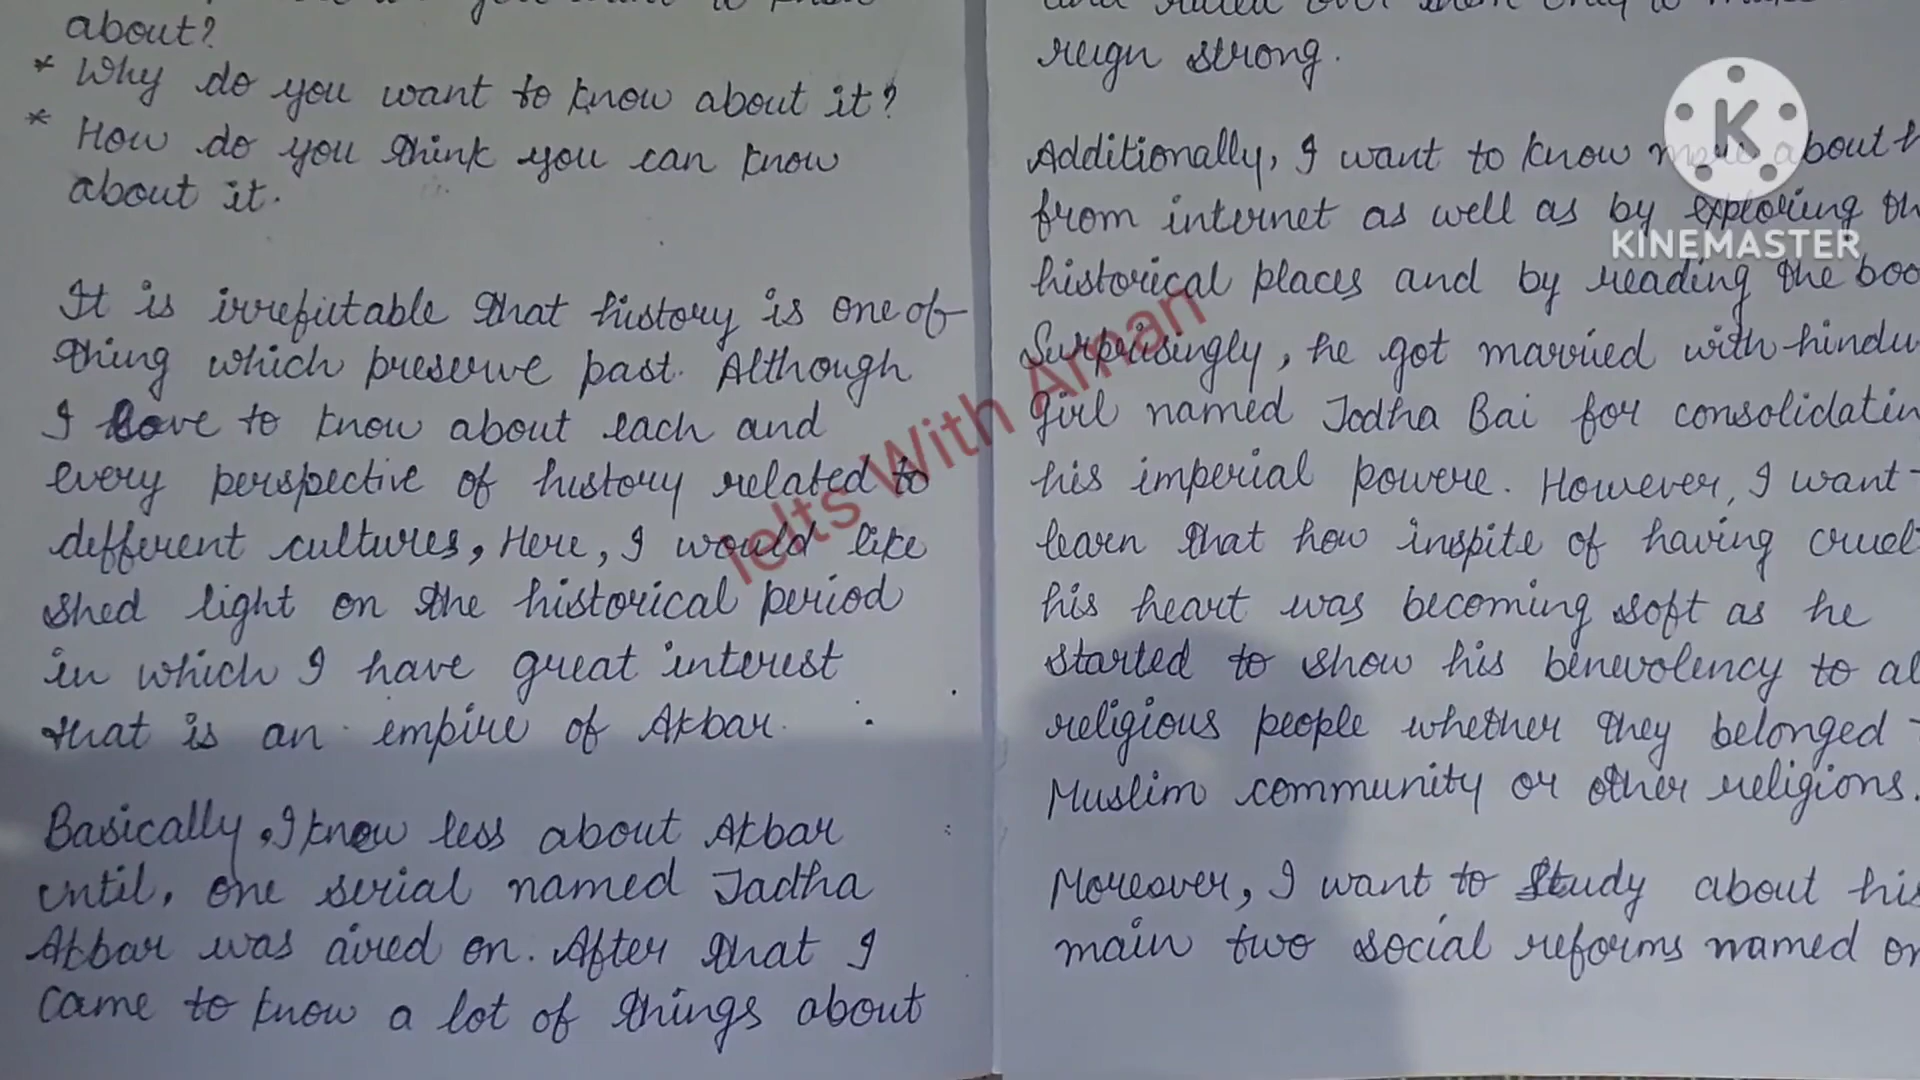 about?
* Why do you want to know about it?
* How do you think you can know
about it.
It is irrefutable that history is one of
thing which preserve past. Although
I love to know about each and
every perspective of history related to
different cultures, Here, I would like
shed light on the historical period
in which I have great interest
that is an empire of Akbar.
Basically, I know less about Akbar
until, one serial named Jadha
Akbar was aired on. After that I
came to know a lot of things about
reign strong.
Additionally, I want to know more about
from internet as well as by exploring
historical places and by reading the
Surprisingly, he got married with hindu
girl named Jodha Bai for
his imperial powere. However, I want
learn that how inspite of having cruel
his heart was becoming soft as he
started to show his benevolency to
religious people whether they belonged
Muslim community or other religions.
Moreover, I want to study about his
main two social reforms named
K
KINEMASTER
Ielts With Aman